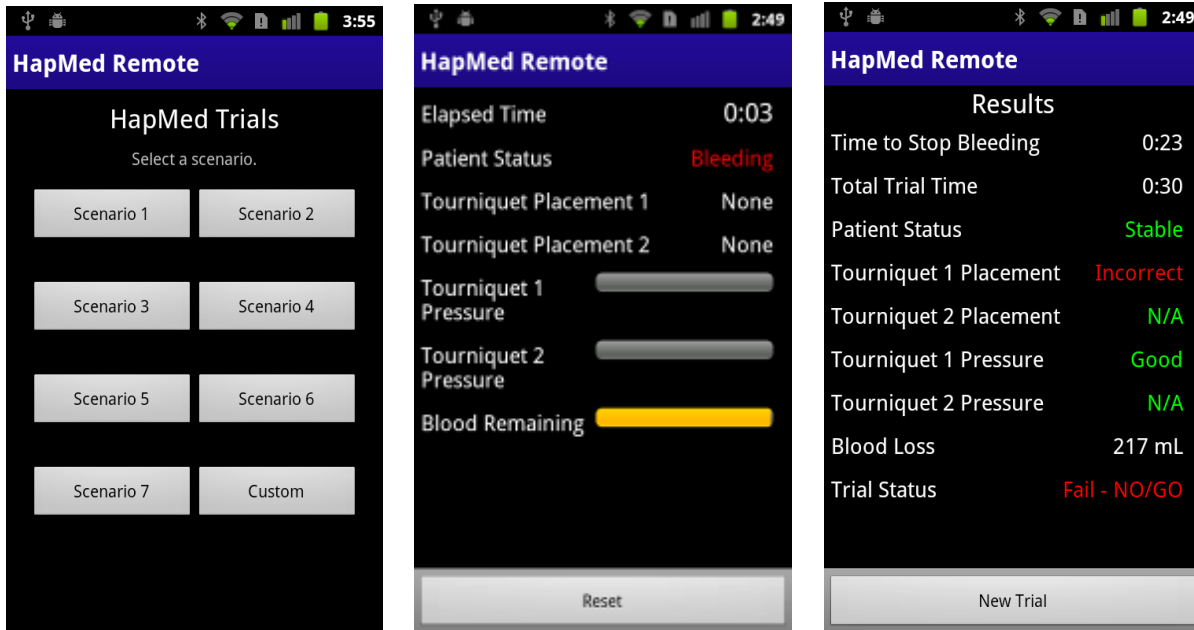 3:55
HapMed Remote
HapMed Trials
Select a scenario.
Scenario 1 Scenario 2
Scenario 3 Scenario 4
Scenario 5 Scenario 6
Scenario 7 Custom
2:49
HapMed Remote
Elapsed Time 0:03
Patient Status Bleeding
Tourniquet Placement 1 None
Tourniquet Placement 2 None
Tourniquet 1
Pressure
Tourniquet 2
Pressure
Blood Remaining
Reset
2:49
HapMed Remote
Results
Time to Stop Bleeding 0:23
Total Trial Time 0:30
Patient Status Stable
Tourniquet 1 Placement Incorrect
Tourniquet 2 Placement N/A
Tourniquet 1 Pressure Good
Tourniquet 2 Pressure N/A
Blood Loss 217 mL
Trial Status Fail - NO/GO
New Trial